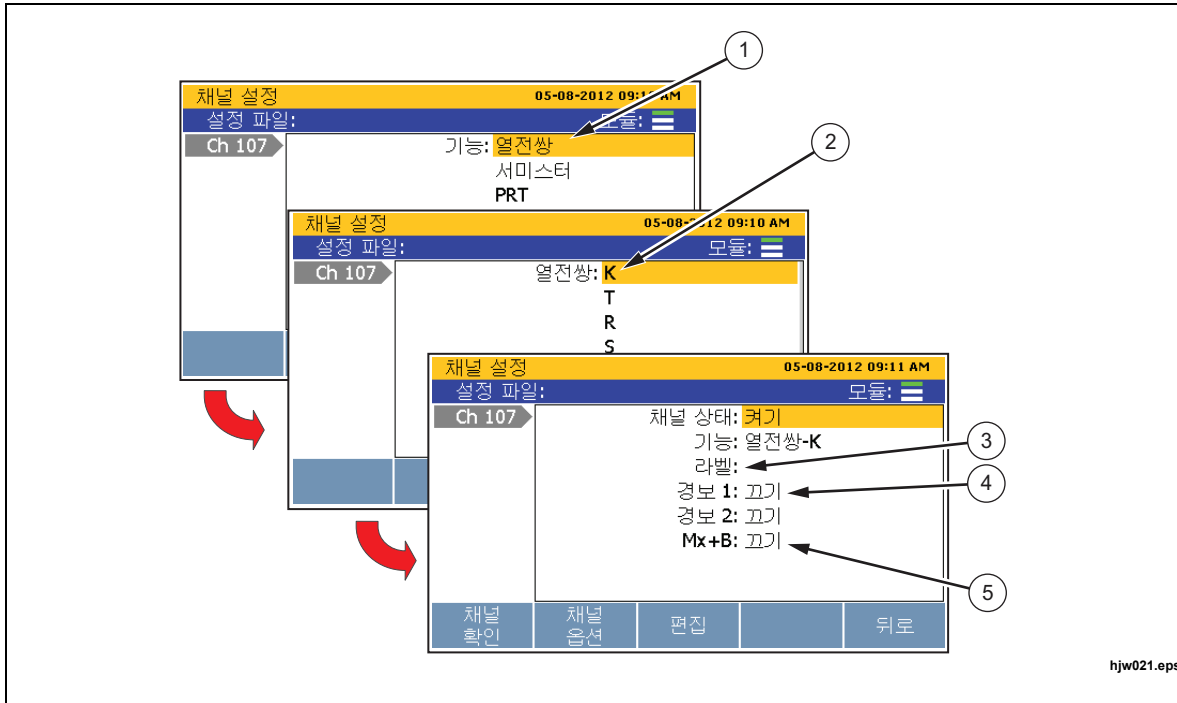 1
채널 설정 05-08-2012 09:10 AM
설정 파일: 모듈:
Ch 107 기능: 열전쌍
서미스터
PRT
2
채널 설정 05-08-2012 09:10 AM
설정 파일: 모듈:
Ch 107 열전쌍: K
T
R
S
채널 설정 05-08-2012 09:11 AM
설정 파일: 모듈:
Ch 107 채널 상태: 켜기
기능: 열전쌍-K
라벨:
3
경보 1: 끄기
4
경보 2: 끄기
Mx+B: 끄기
5
채널 확인 채널 옵션 편집 뒤로
hjw021.eps